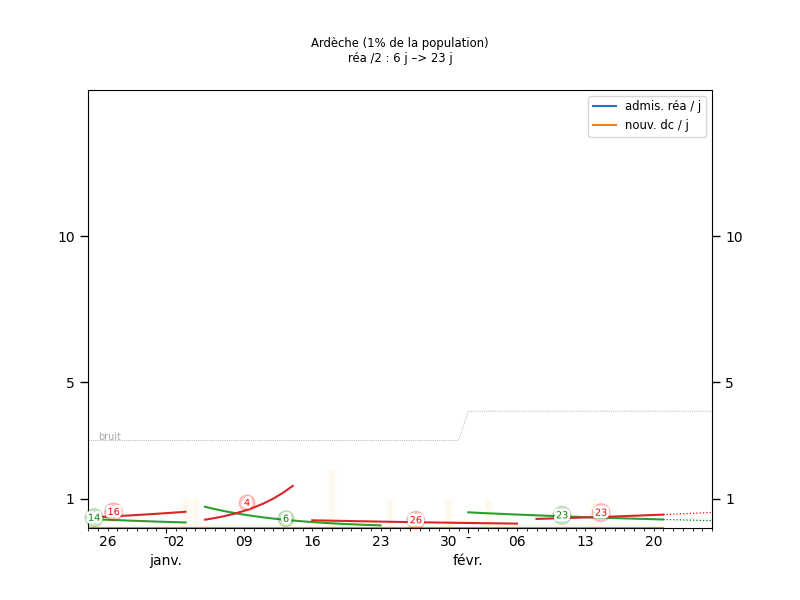 Ardèche (1% de la population)
réa /2 : 6 j –> 23 j
admis. réa / j
nouv. dc / j
10 10
5 5
bruit
1 1
14 16 4 6 26 23 23
26 02 09 16 23 30 06 13 20
janv. févr.